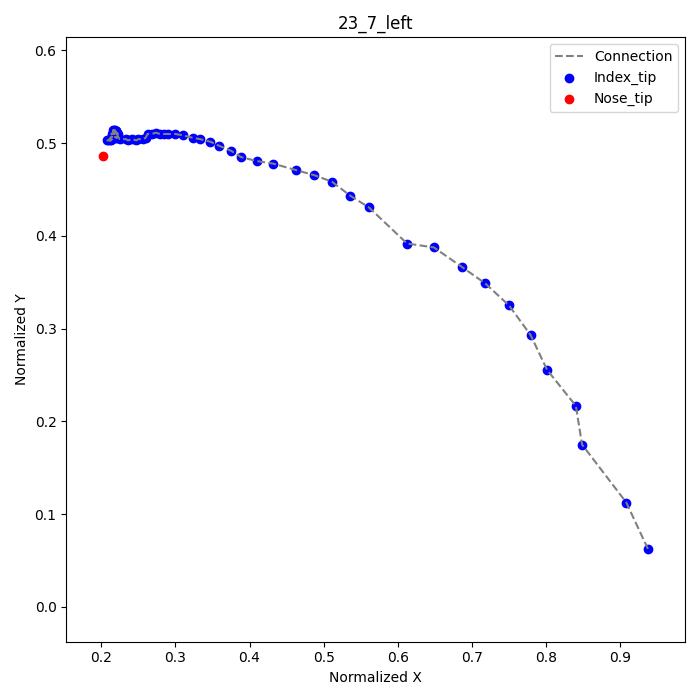 23_7_left
Connection
Index_tip
Nose_tip
0.6
0.5
0.4
0.3
0.2
0.1
0.0
Normalized Y
0.2 0.3 0.4 0.5 0.6 0.7 0.8 0.9
Normalized X